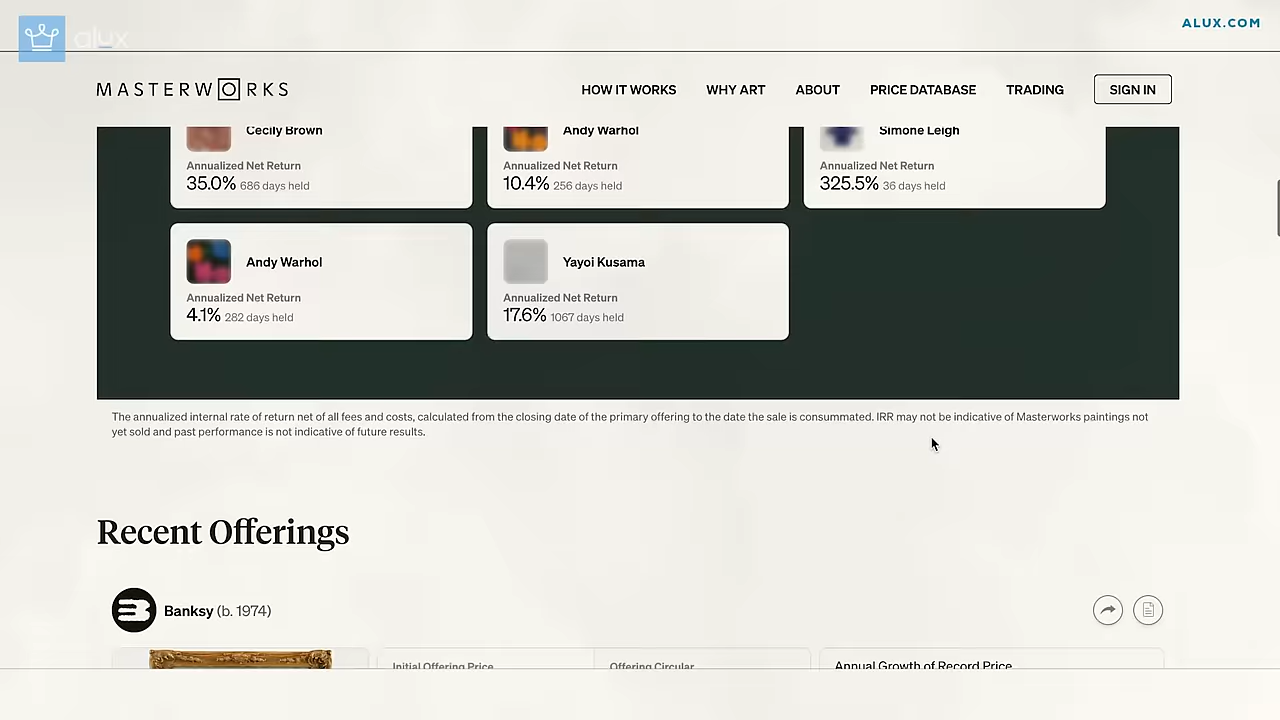 alux
ALUX.COM
MASTERWORKS
HOW IT WORKS
WHY ART
ABOUT
PRICE DATABASE
TRADING
SIGN IN
Cecily Brown
Annualized Net Return
35.0% 686 days held
Andy Warhol
Annualized Net Return
10.4% 256 days held
Simone Leigh
Annualized Net Return
325.5% 36 days held
Andy Warhol
Annualized Net Return
4.1% 282 days held
Yayoi Kusama
Annualized Net Return
17.6% 1067 days held
The annualized internal rate of return net of all fees and costs, calculated from the closing date of the primary offering to the date the sale is consummated. IRR may not be indicative of Masterworks paintings not
yet sold and past performance is not indicative of future results.
Recent Offerings
Banksy (b. 1974)
Initial Offering Price
Offering Circular
Annual Growth of Record Price